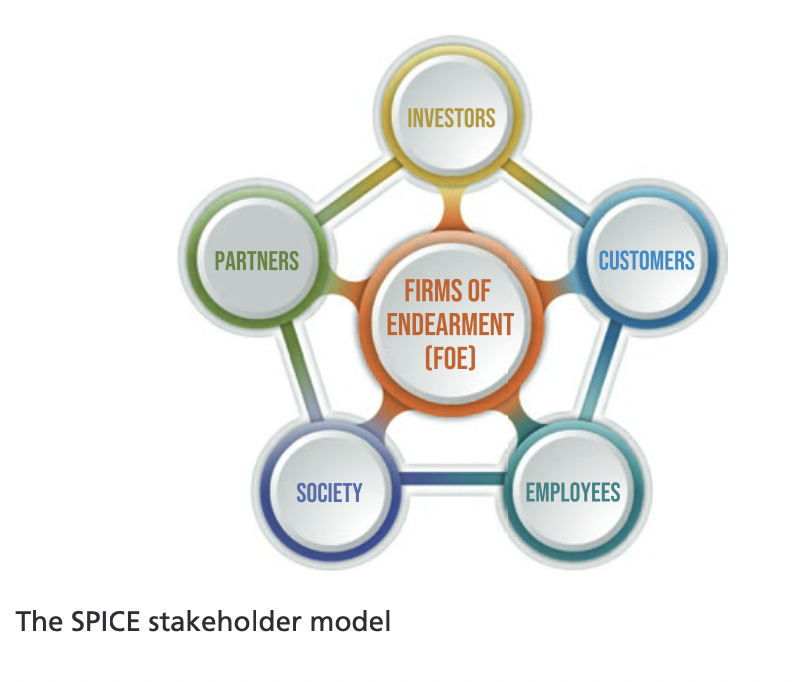 INVESTORS
PARTNERS
CUSTOMERS
FIRMS OF
ENDEARMENT
(FOE)
SOCIETY
EMPLOYEES
The SPICE stakeholder model